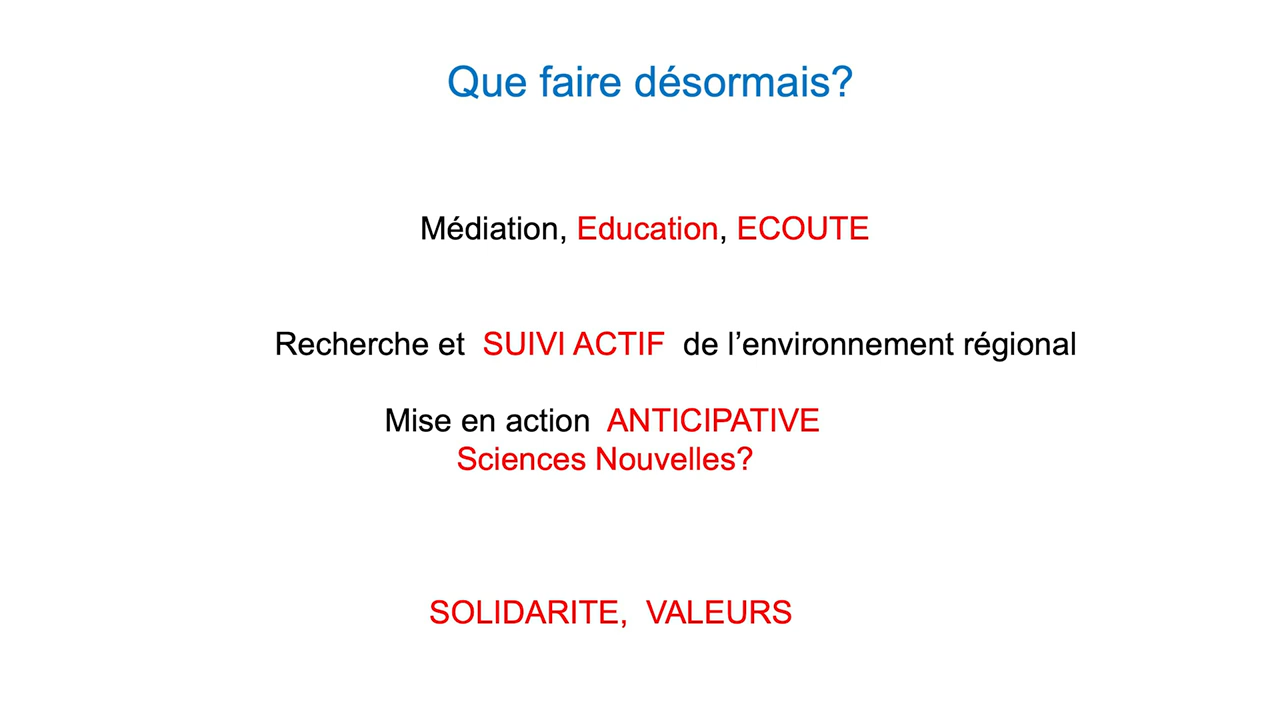 Que faire désormais?
Médiation, Education, ECOUTE
Recherche et SUIVI ACTIF de l’environnement régional
Mise en action ANTICIPATIVE
Sciences Nouvelles?
SOLIDARITE, VALEURS